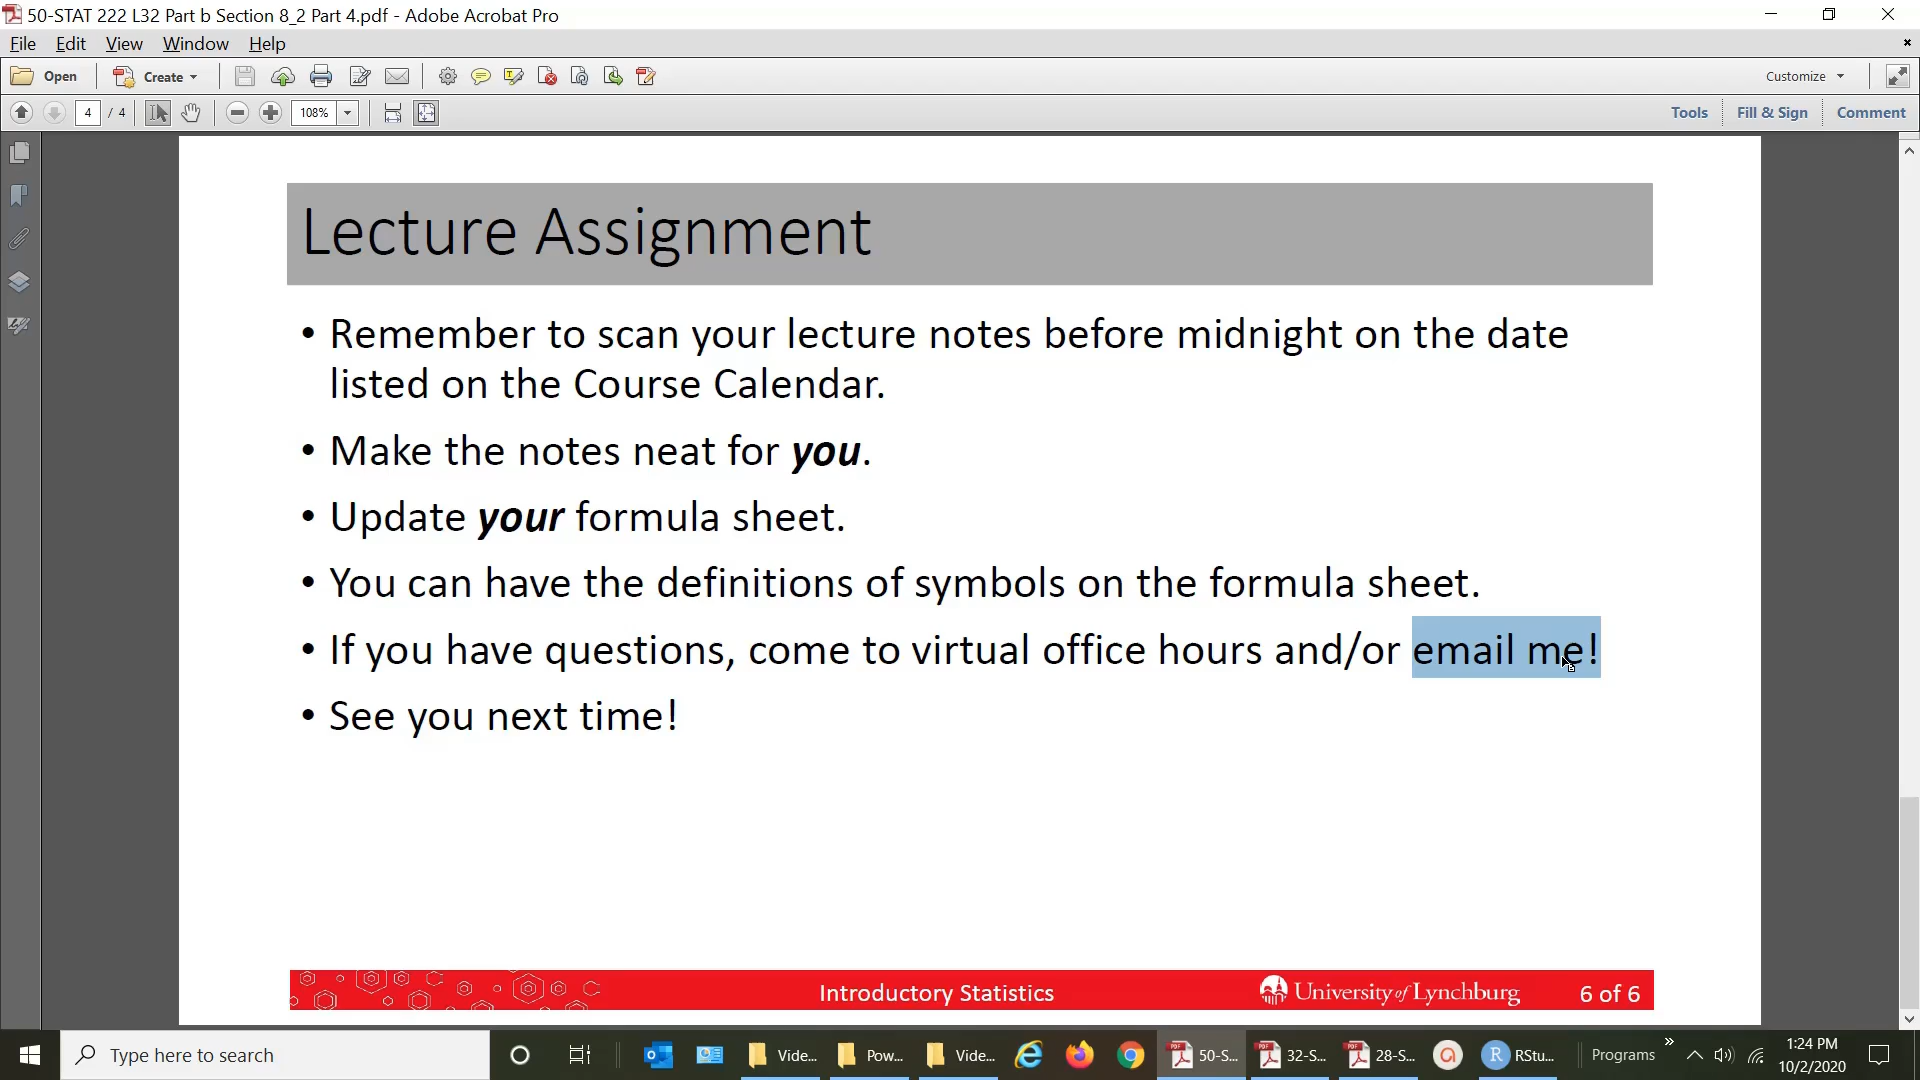 50-STAT 222 L32 Part b Section 8_2 Part 4.pdf - Adobe Acrobat Pro
File Edit View Window Help
Open Create Customize
4 / 4 108% Tools Fill & Sign Comment
Lecture Assignment
• Remember to scan your lecture notes before midnight on the date
listed on the Course Calendar.
• Make the notes neat for you.
• Update your formula sheet.
• You can have the definitions of symbols on the formula sheet.
• If you have questions, come to virtual office hours and/or email me!
• See you next time!
Introductory Statistics University of Lynchburg 6 of 6
Type here to search Vide... Pow... Vide... 50-S... 32-S... 28-S... RStu... Programs » 1:24 PM
10/2/2020